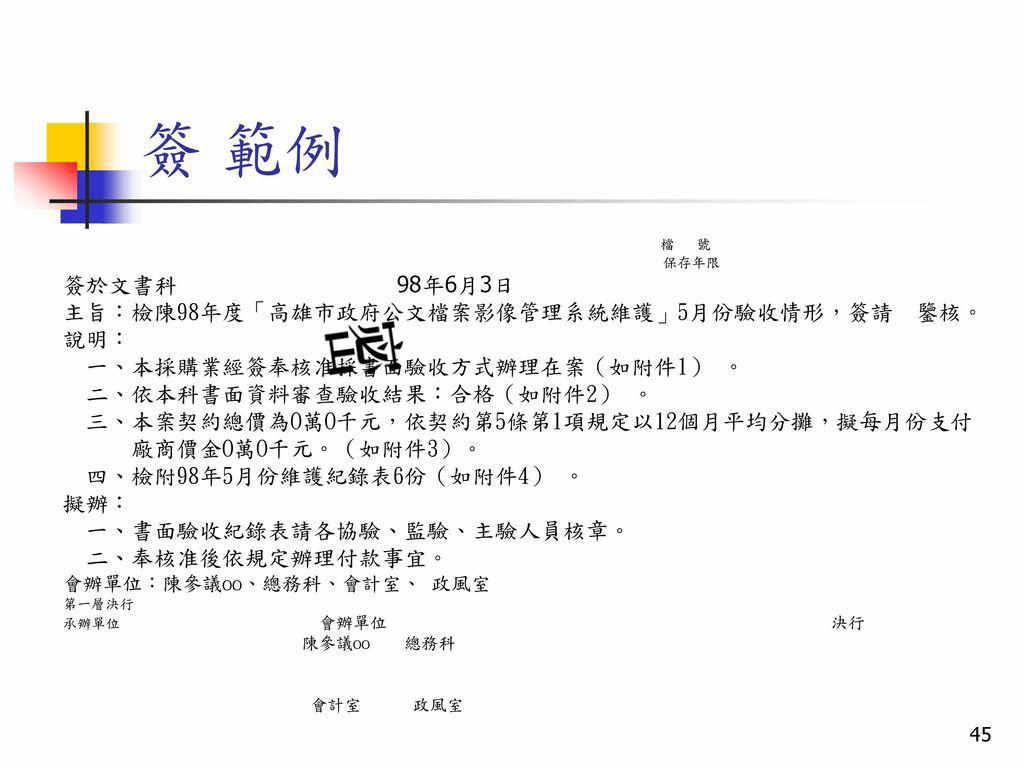 簽 範例
檔 號
保存年限
簽於文書科 98年6月3日
主旨：檢陳98年度「高雄市政府公文檔案影像管理系統維護」5月份驗收情形，簽請　鑒核。
說明：
一、本採購業經簽奉核准採書面驗收方式辦理在案（如附件1） 。
二、依本科書面資料審查驗收結果：合格（如附件2） 。
三、本案契約總價為0萬0千元，依契約第5條第1項規定以12個月平均分攤，擬每月份支付
廠商價金0萬0千元。（如附件3）。
四、檢附98年5月份維護紀錄表6份（如附件4） 。
擬辦：
一、書面驗收紀錄表請各協驗、監驗、主驗人員核章。
二、奉核准後依規定辦理付款事宜。
會辦單位：陳參議oo、總務科、會計室、 政風室
第一層決行
承辦單位 會辦單位 決行
陳參議oo 總務科
會計室 政風室
45